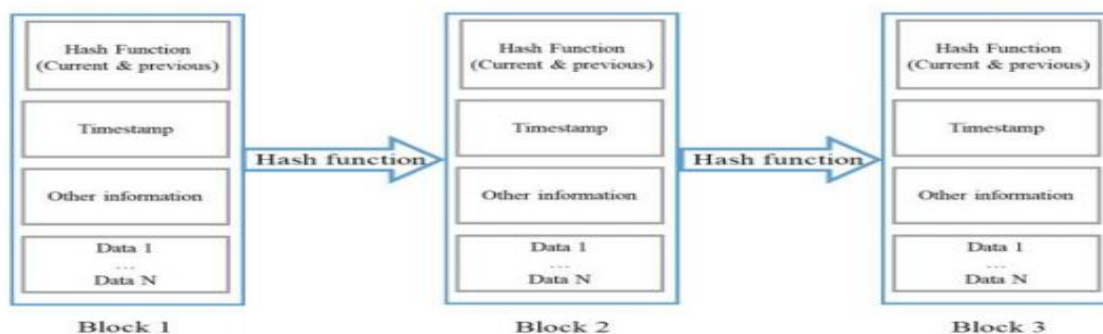 Hash Function
(Current & previous)
Timestamp
Other information
Data 1
...
Data N
Block 1
Hash function
Hash Function
(Current & previous)
Timestamp
Other information
Data 1
...
Data N
Block 2
Hash function
Hash Function
(Current & previous)
Timestamp
Other information
Data 1
...
Data N
Block 3